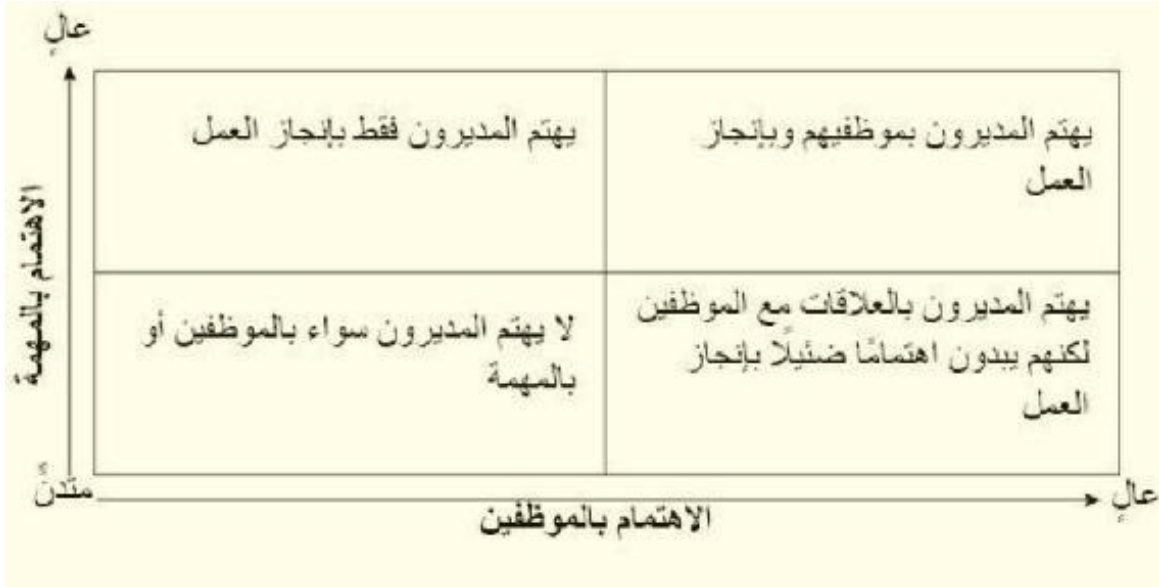 عالٍ
يهتم المديرون بموظفيهم وبإنجاز
العمل
يهتم المديرون فقط بإنجاز العمل
الاهتمام بالمهمة
يهتم المديرون بالعلاقات مع الموظفين
لكنهم يبدون اهتمامًا ضئيلًا بإنجاز
العمل
لا يهتم المديرون سواء بالموظفين أو
بالمهمة
متدنٍّ
عالٍ
الاهتمام بالموظفين